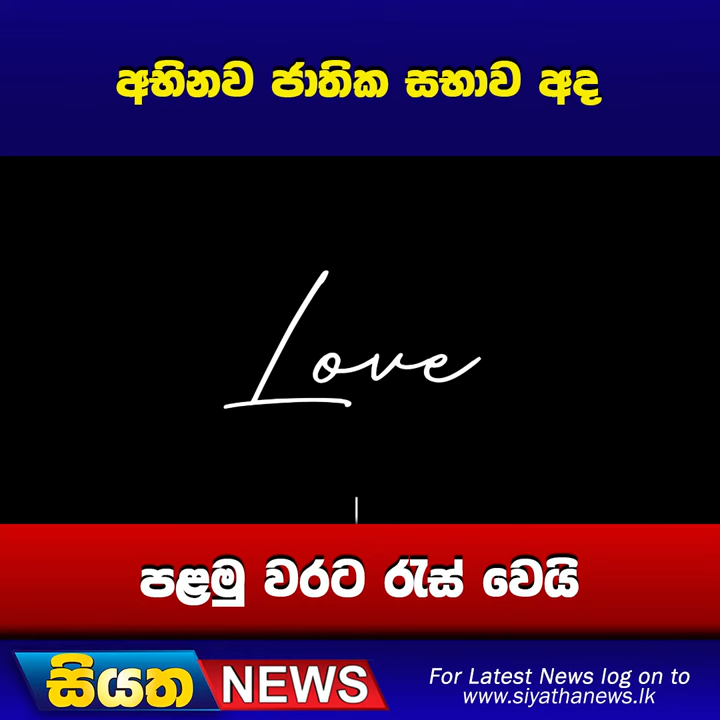 අභිනව ජාතික සභාව අද
Love
පළමු වරට රැස් වෙයි
සියත NEWS
For Latest News log on to
www.siyathanews.lk